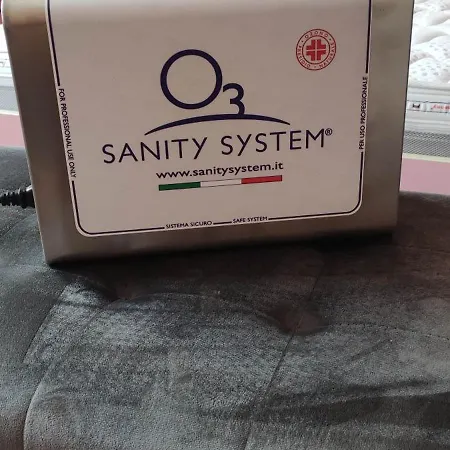 O3
SANITY SYSTEM®
www.sanitysystem.it
SISTEMA SICURO
SAFE SYSTEM
FOR PROFESSIONAL USE ONLY
PER USO PROFESSIONALE